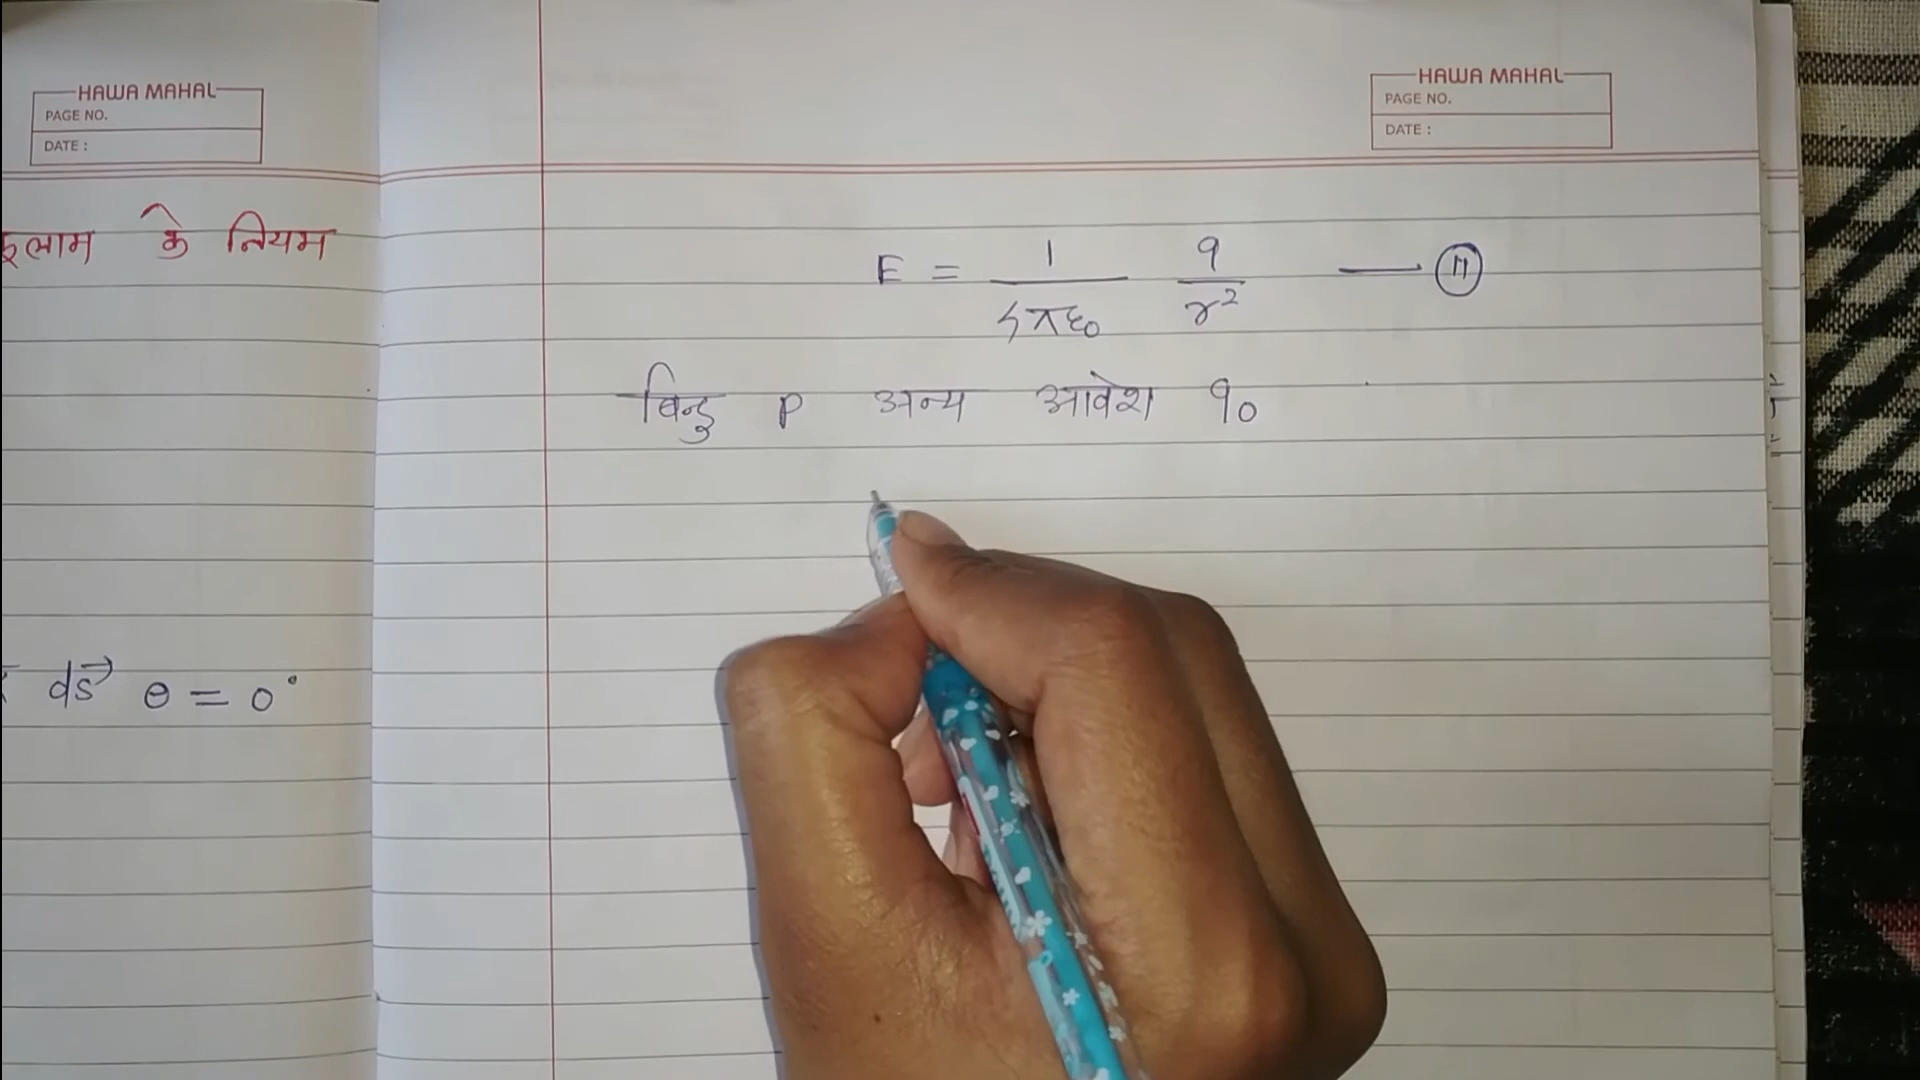 HAWA MAHAL
PAGE NO.
DATE :
के नियम
ds→ θ = 0°
HAWA MAHAL
PAGE NO.
DATE :
E = 1/4πε₀ q/r² — (II)
बिन्दु P अन्य आवेश q₀